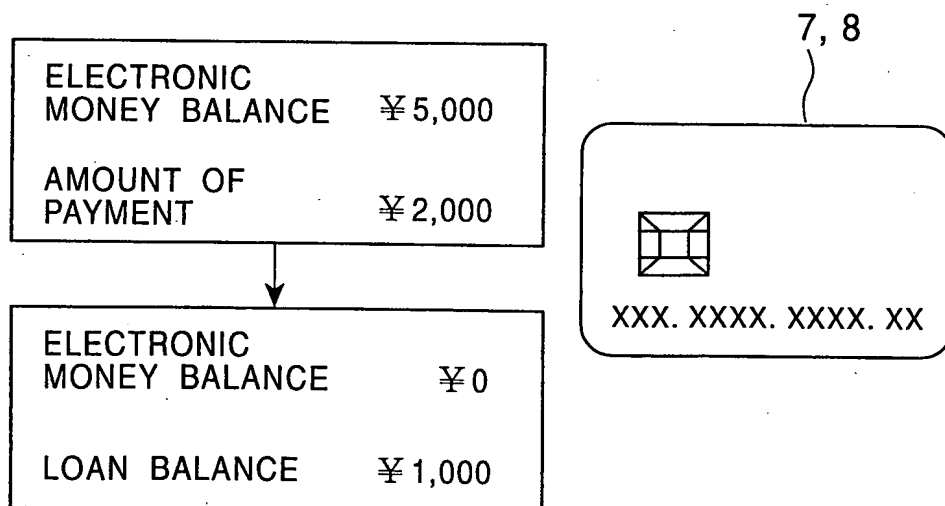 7, 8
ELECTRONIC
MONEY BALANCE ¥5,000
AMOUNT OF
PAYMENT ¥2,000
ELECTRONIC
MONEY BALANCE ¥0
LOAN BALANCE ¥1,000
XXX. XXXX. XXXX. XX